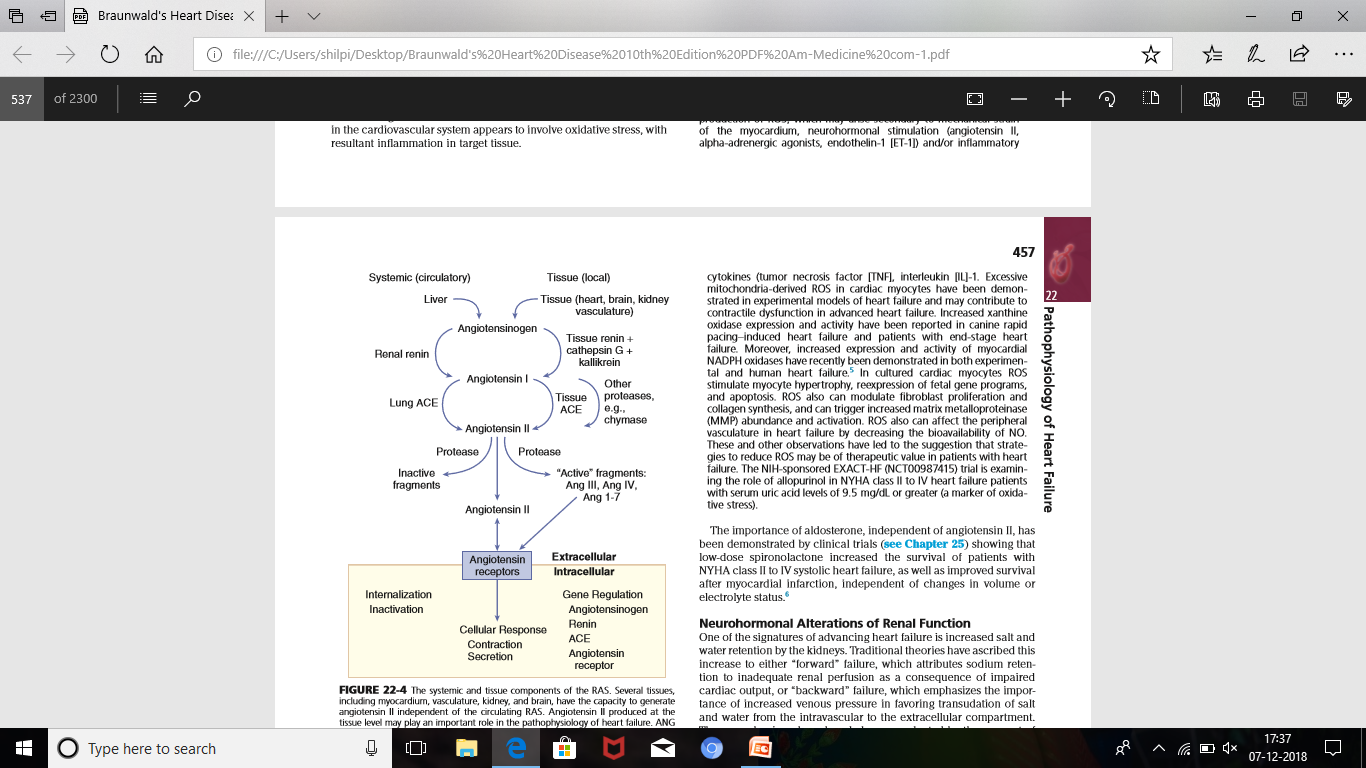 Braunwald's Heart Disea
file:///C:/Users/shilpi/Desktop/Braunwald's%20Heart%20Disease%2010th%20Edition%20PDF%20Am-Medicine%20com-1.pdf
537 of 2300
in the cardiovascular system appears to involve oxidative stress, with
resultant inflammation in target tissue.
of the myocardium, neurohormonal stimulation (angiotensin II,
alpha-adrenergic agonists, endothelin-1 [ET-1]) and/or inflammatory
457
22
Pathophysiology of Heart Failure
Systemic (circulatory)
Tissue (local)
Liver
Tissue (heart, brain, kidney
vasculature)
Angiotensinogen
Renal renin
Tissue renin +
cathepsin G +
kallikrein
Angiotensin I
Lung ACE
Tissue
ACE
Other
proteases,
e.g.,
chymase
Angiotensin II
Protease
Protease
Inactive
fragments
"Active" fragments:
Ang III, Ang IV,
Ang 1-7
Angiotensin II
Angiotensin
receptors
Extracellular
Intracellular
Internalization
Inactivation
Cellular Response
Contraction
Secretion
Gene Regulation
Angiotensinogen
Renin
ACE
Angiotensin
receptor
FIGURE 22-4 The systemic and tissue components of the RAS. Several tissues,
including myocardium, vasculature, kidney, and brain, have the capacity to generate
angiotensin II independent of the circulating RAS. Angiotensin II produced at the
tissue level may play an important role in the pathophysiology of heart failure. ANG
cytokines (tumor necrosis factor [TNF], interleukin [IL]-1. Excessive
mitochondria-derived ROS in cardiac myocytes have been demon-
strated in experimental models of heart failure and may contribute to
contractile dysfunction in advanced heart failure. Increased xanthine
oxidase expression and activity have been reported in canine rapid
pacing–induced heart failure and patients with end-stage heart
failure. Moreover, increased expression and activity of myocardial
NADPH oxidases have recently been demonstrated in both experimen-
tal and human heart failure.5 In cultured cardiac myocytes ROS
stimulate myocyte hypertrophy, reexpression of fetal gene programs,
and apoptosis. ROS also can modulate fibroblast proliferation and
collagen synthesis, and can trigger increased matrix metalloproteinase
(MMP) abundance and activation. ROS also can affect the peripheral
vasculature in heart failure by decreasing the bioavailability of NO.
These and other observations have led to the suggestion that strate-
gies to reduce ROS may be of therapeutic value in patients with heart
failure. The NIH-sponsored EXACT-HF (NCT00987415) trial is examin-
ing the role of allopurinol in NYHA class II to IV heart failure patients
with serum uric acid levels of 9.5 mg/dL or greater (a marker of oxida-
tive stress).
The importance of aldosterone, independent of angiotensin II, has
been demonstrated by clinical trials (see Chapter 25) showing that
low-dose spironolactone increased the survival of patients with
NYHA class II to IV systolic heart failure, as well as improved survival
after myocardial infarction, independent of changes in volume or
electrolyte status.6
Neurohormonal Alterations of Renal Function
One of the signatures of advancing heart failure is increased salt and
water retention by the kidneys. Traditional theories have ascribed this
increase to either "forward" failure, which attributes sodium reten-
tion to inadequate renal perfusion as a consequence of impaired
cardiac output, or "backward" failure, which emphasizes the impor-
tance of increased venous pressure in favoring transudation of salt
and water from the intravascular to the extracellular compartment.
Type here to search
17:37
07-12-2018